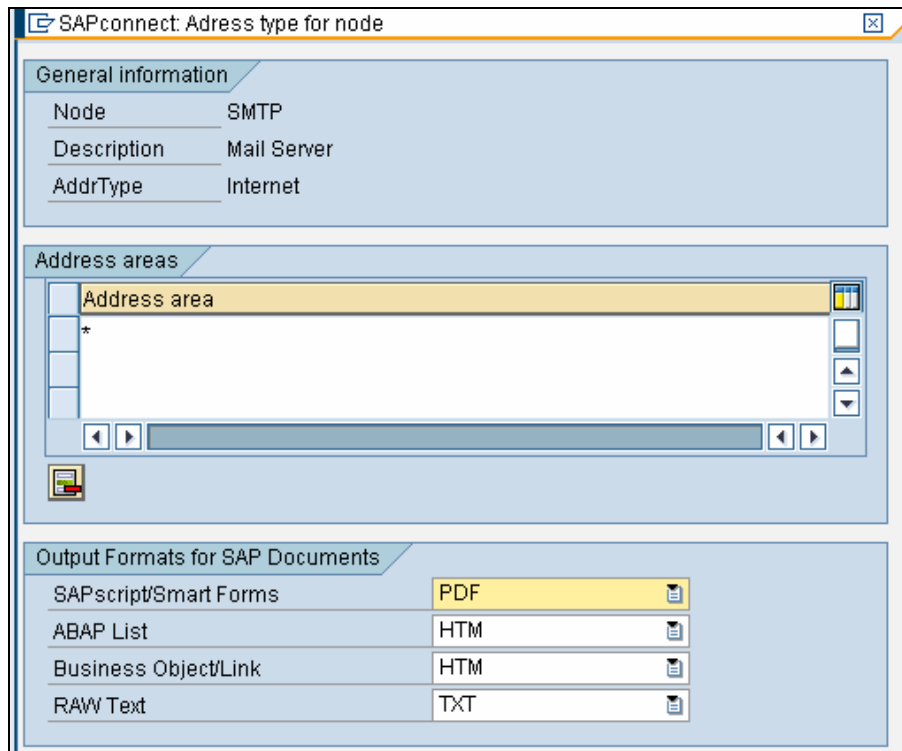 SAPconnect: Adress type for node
General information
Node SMTP
Description Mail Server
AddrType Internet
Address areas
Address area
*
Output Formats for SAP Documents
SAPscript/Smart Forms PDF
ABAP List HTM
Business Object/Link HTM
RAW Text TXT